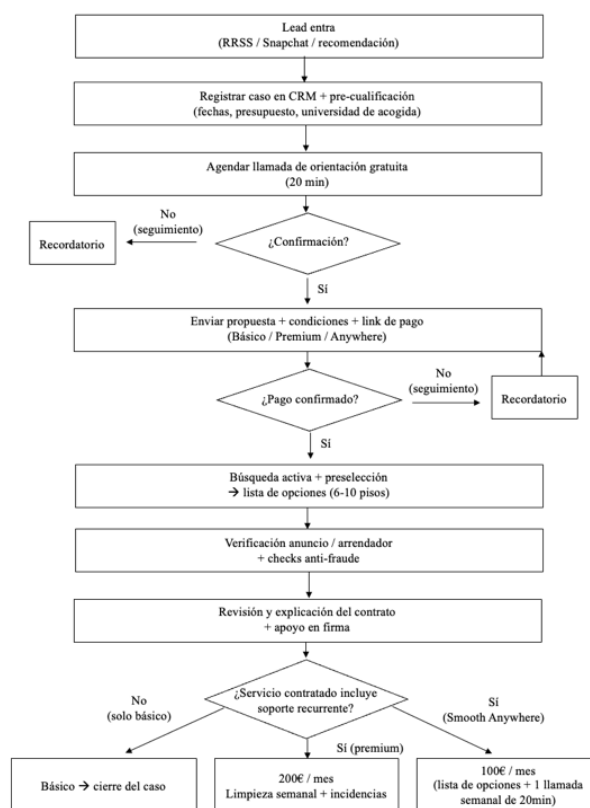 Lead entra
(RRSS / Snapchat / recomendación)
Registrar caso en CRM + pre-cualificación
(fechas, presupuesto, universidad de acogida)
Agendar llamada de orientación gratuita
(20 min)
No
(seguimiento)
Recordatorio
¿Confirmación?
Sí
Enviar propuesta + condiciones + link de pago
(Básico / Premium / Anywhere)
¿Pago confirmado?
No
(seguimiento)
Recordatorio
Sí
Búsqueda activa + preselección
→ lista de opciones (6-10 pisos)
Verificación anuncio / arrendador
+ checks anti-fraude
Revisión y explicación del contrato
+ apoyo en firma
¿Servicio contratado incluye
soporte recurrente?
No
(solo básico)
Sí (premium)
Sí
(Smooth Anywhere)
Básico → cierre del caso
200€ / mes
Limpieza semanal + incidencias
100€ / mes
(lista de opciones + 1 llamada
semanal de 20min)